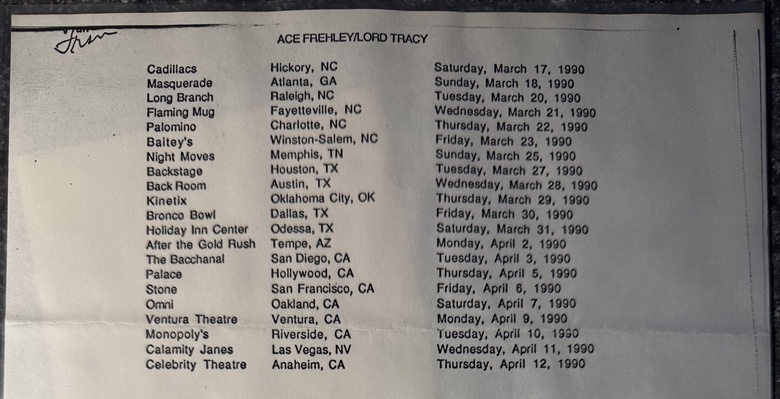 ACE FREHLEY/LORD TRACY
Cadillacs Hickory, NC Saturday, March 17, 1990
Masquerade Atlanta, GA Sunday, March 18, 1990
Long Branch Raleigh, NC Tuesday, March 20, 1990
Flaming Mug Fayetteville, NC Wednesday, March 21, 1990
Palomino Charlotte, NC Thursday, March 22, 1990
Baitey's Winston-Salem, NC Friday, March 23, 1990
Night Moves Memphis, TN Sunday, March 25, 1990
Backstage Houston, TX Tuesday, March 27, 1990
Back Room Austin, TX Wednesday, March 28, 1990
Kinetix Oklahoma City, OK Thursday, March 29, 1990
Bronco Bowl Dallas, TX Friday, March 30, 1990
Holiday Inn Center Odessa, TX Saturday, March 31, 1990
After the Gold Rush Tempe, AZ Monday, April 2, 1990
The Bacchanal San Diego, CA Tuesday, April 3, 1990
Palace Hollywood, CA Thursday, April 5, 1990
Stone San Francisco, CA Friday, April 6, 1990
Omni Oakland, CA Saturday, April 7, 1990
Ventura Theatre Ventura, CA Monday, April 9, 1990
Monopoly's Riverside, CA Tuesday, April 10, 1990
Calamity Janes Las Vegas, NV Wednesday, April 11, 1990
Celebrity Theatre Anaheim, CA Thursday, April 12, 1990